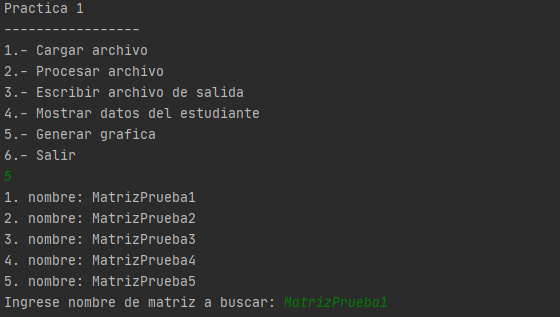 Practica 1
-----------------
1.- Cargar archivo
2.- Procesar archivo
3.- Escribir archivo de salida
4.- Mostrar datos del estudiante
5.- Generar grafica
6.- Salir
5
1. nombre: MatrizPrueba1
2. nombre: MatrizPrueba2
3. nombre: MatrizPrueba3
4. nombre: MatrizPrueba4
5. nombre: MatrizPrueba5
Ingrese nombre de matriz a buscar: MatrizPrueba1